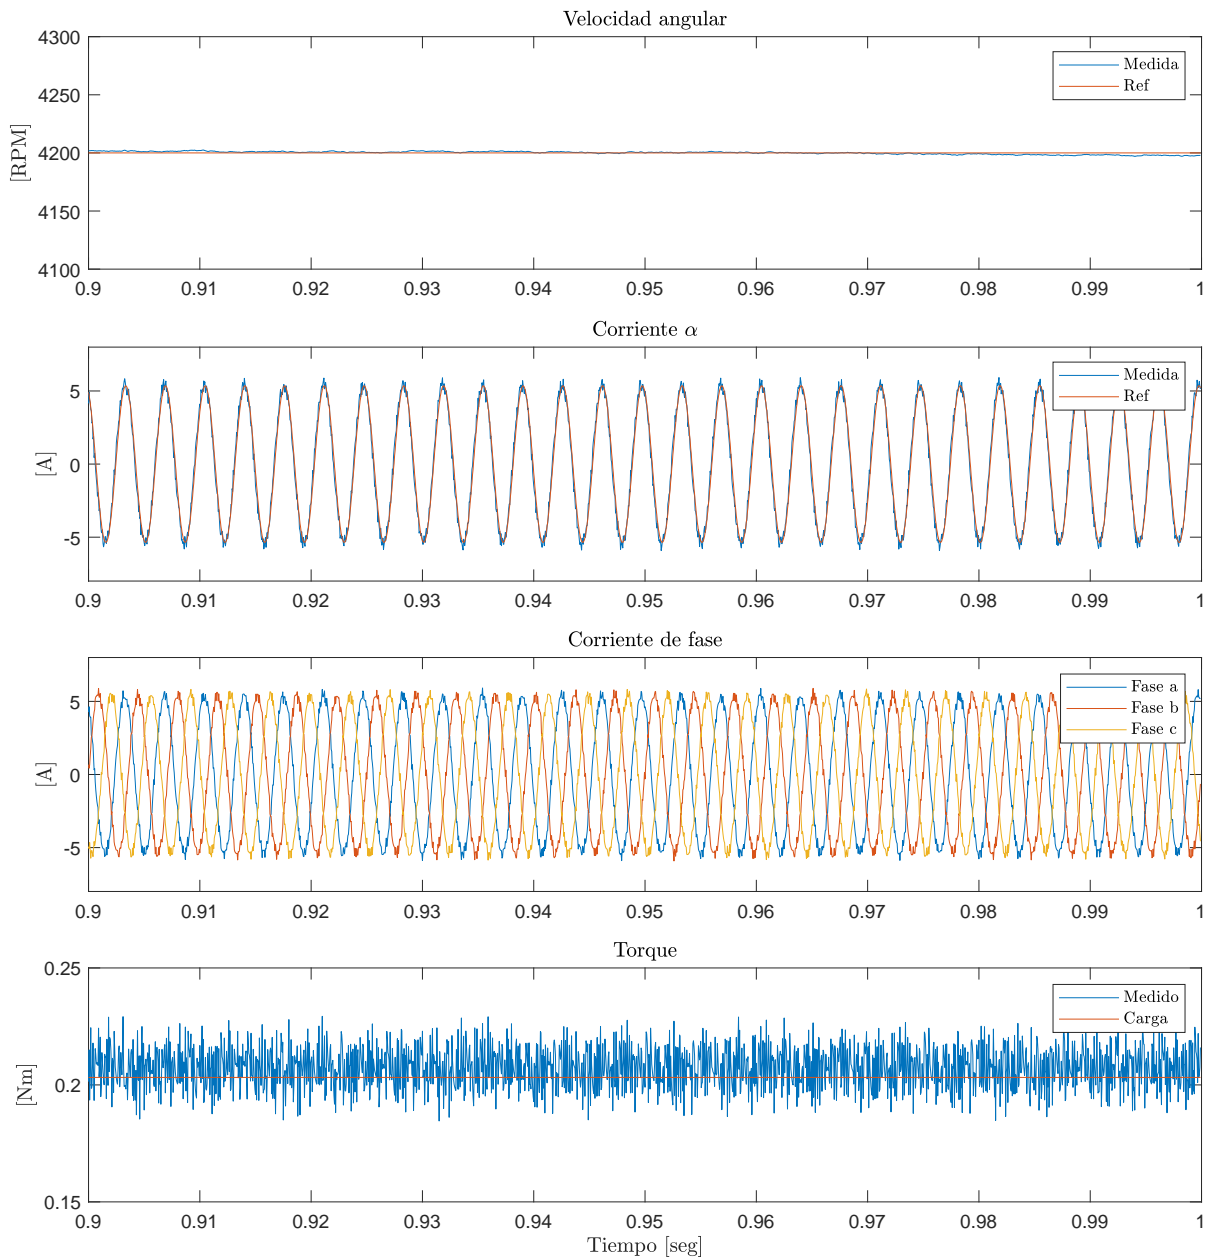 Velocidad angular
4300
4250
4200
4150
4100
[RPM]
Medida
Ref
0.9 0.91 0.92 0.93 0.94 0.95 0.96 0.97 0.98 0.99 1
Corriente α
5
0
-5
[A]
Medida
Ref
0.9 0.91 0.92 0.93 0.94 0.95 0.96 0.97 0.98 0.99 1
Corriente de fase
5
0
-5
[A]
Fase a
Fase b
Fase c
0.9 0.91 0.92 0.93 0.94 0.95 0.96 0.97 0.98 0.99 1
Torque
0.25
0.2
0.15
[Nm]
Medido
Carga
0.9 0.91 0.92 0.93 0.94 0.95 0.96 0.97 0.98 0.99 1
Tiempo [seg]